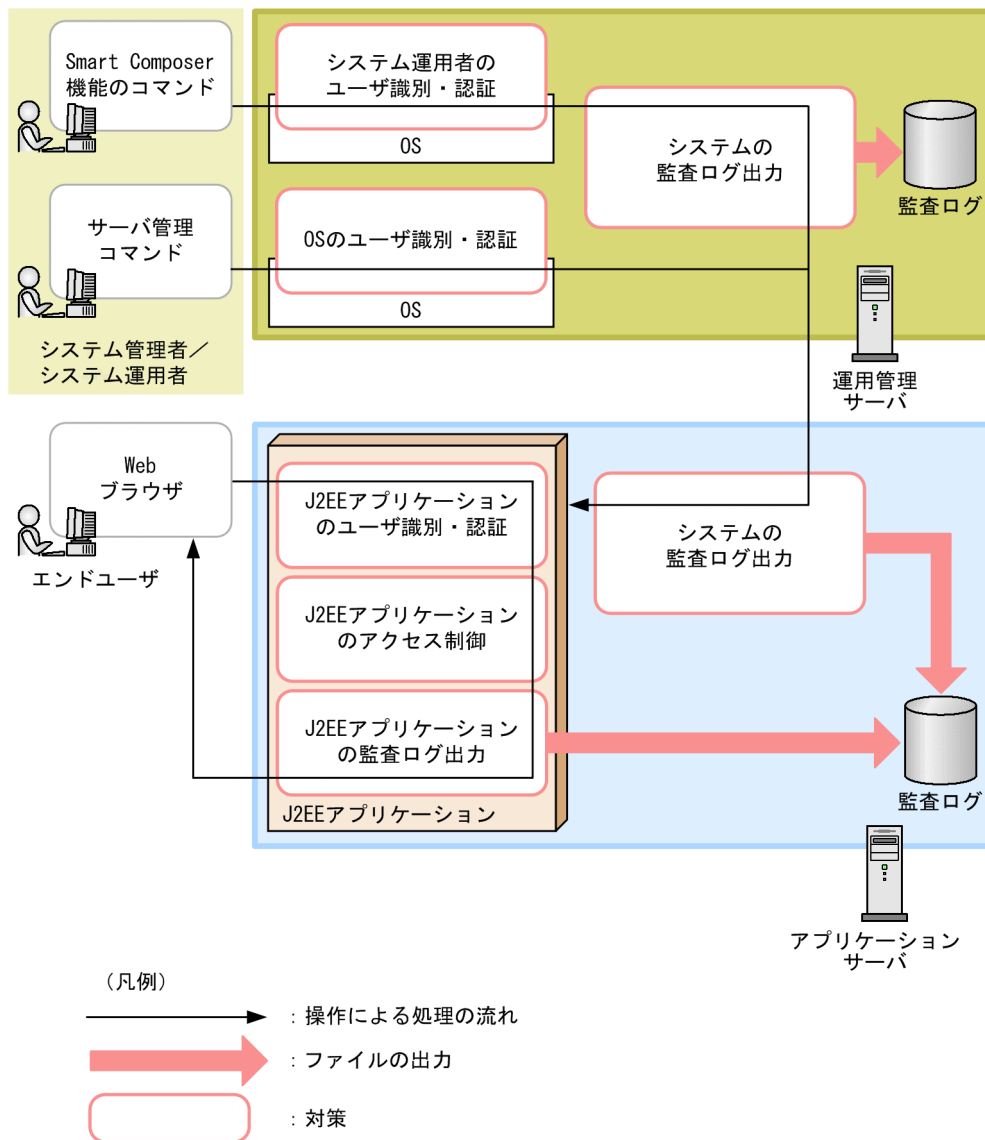 Smart Composer
機能のコマンド
システム運用者の
ユーザ識別・認証
OS
システムの
監査ログ出力
監査ログ
サーバ管理
コマンド
OSのユーザ識別・認証
OS
システム管理者／
システム運用者
運用管理
サーバ
Web
ブラウザ
エンドユーザ
J2EEアプリケーション
のユーザ識別・認証
J2EEアプリケーション
のアクセス制御
J2EEアプリケーション
の監査ログ出力
J2EEアプリケーション
システムの
監査ログ出力
監査ログ
アプリケーション
サーバ
（凡例）
：操作による処理の流れ
：ファイルの出力
：対策